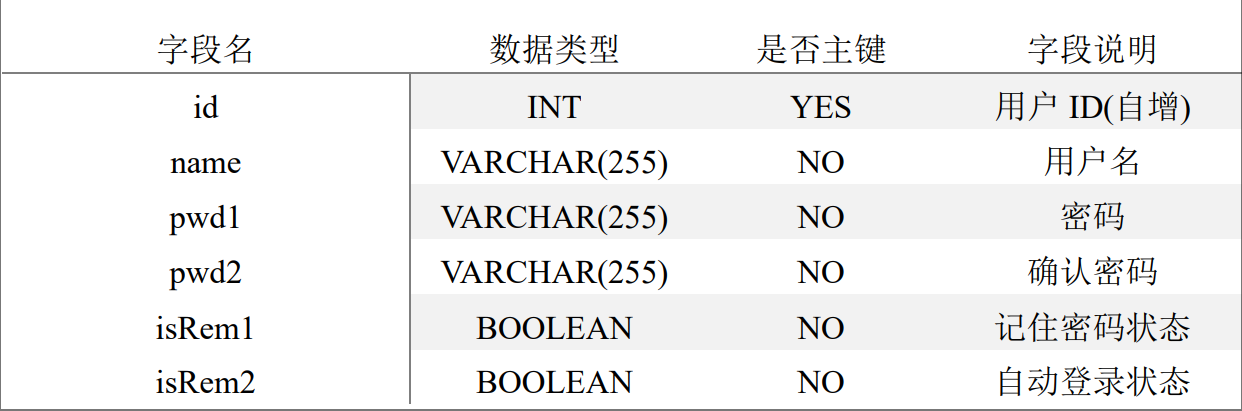 字段名 数据类型 是否主键 字段说明
id INT YES 用户 ID(自增)
name VARCHAR(255) NO 用户名
pwd1 VARCHAR(255) NO 密码
pwd2 VARCHAR(255) NO 确认密码
isRem1 BOOLEAN NO 记住密码状态
isRem2 BOOLEAN NO 自动登录状态